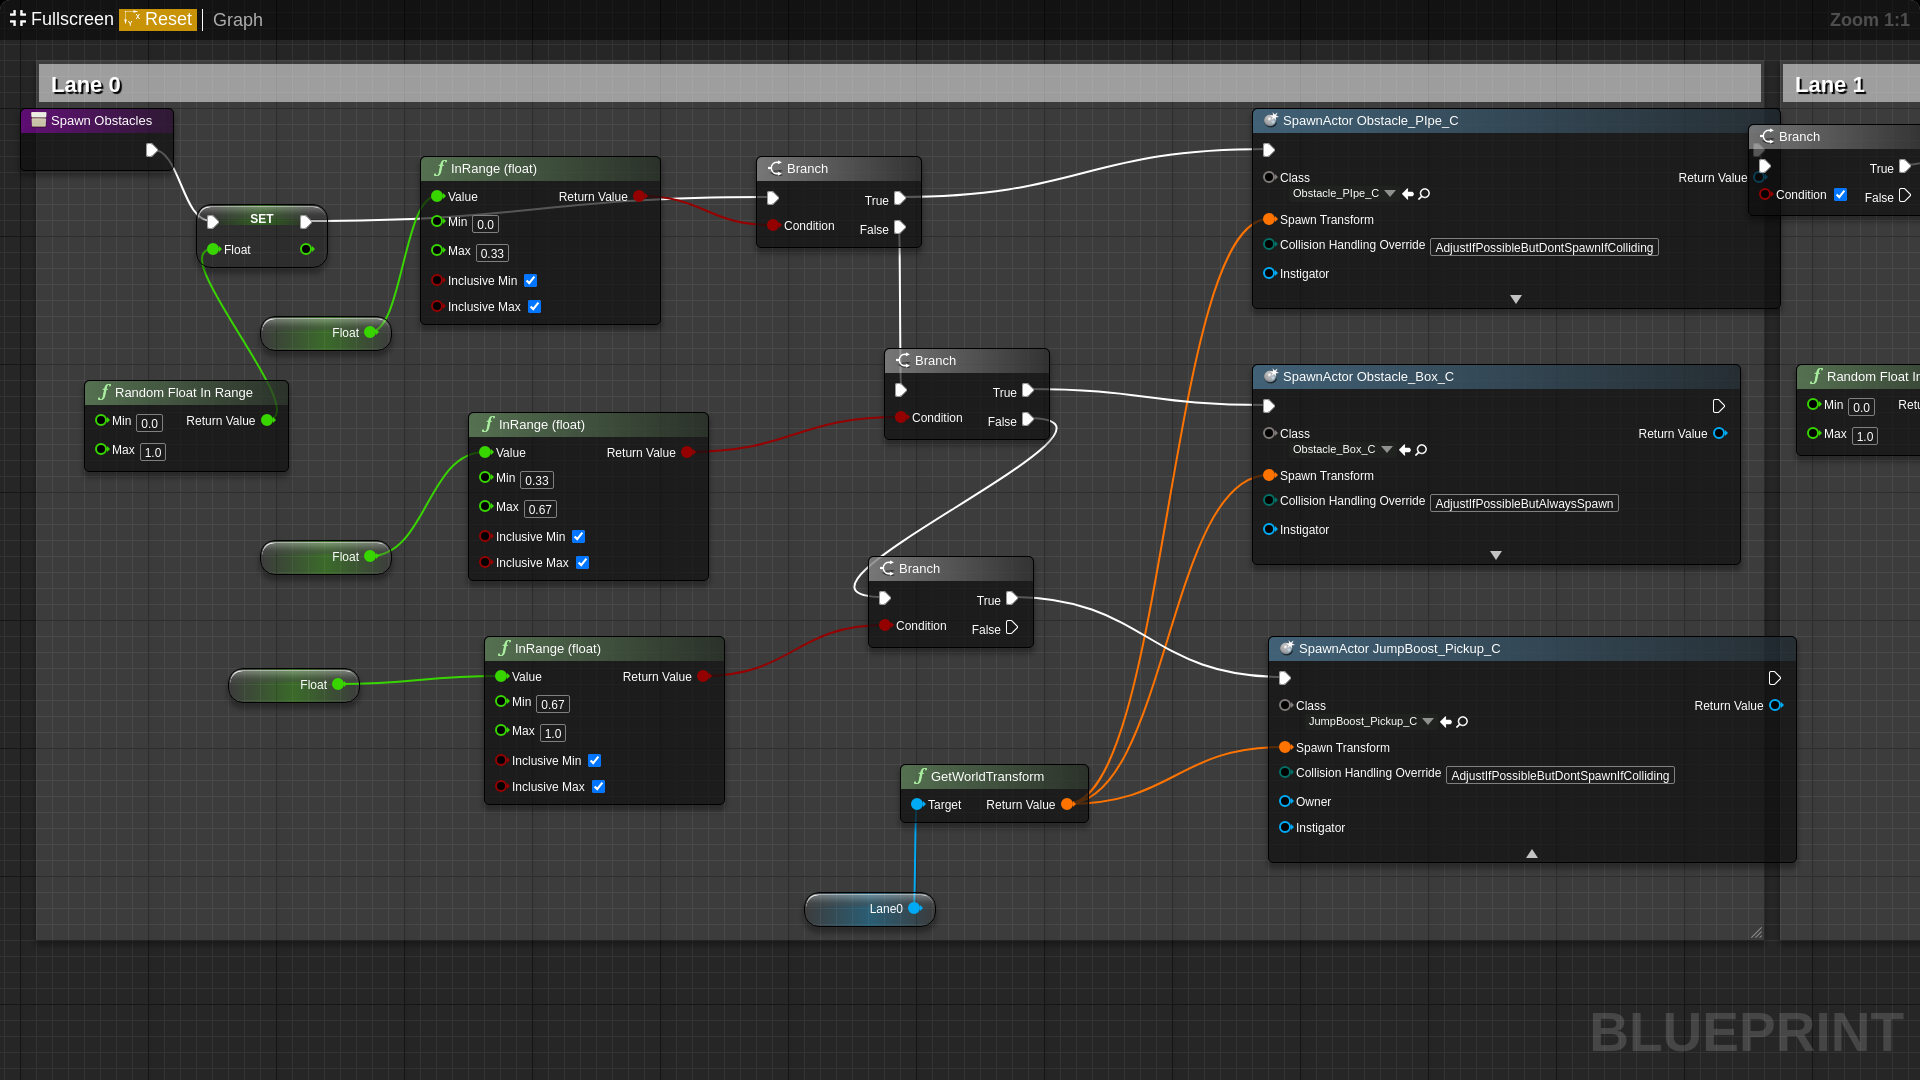 Fullscreen Reset Graph
Zoom 1:1
Lane 0
Lane 1
Spawn Obstacles
SET
Float
Float
Random Float In Range
Min 0.0 Return Value
Max 1.0
InRange (float)
Value Return Value
Min 0.0
Max 0.33
Inclusive Min
Inclusive Max
Branch
True
Condition False
SpawnActor Obstacle_PIpe_C
Class Return Value
Obstacle_PIpe_C
Spawn Transform
Collision Handling Override AdjustIfPossibleButDontSpawnIfColliding
Instigator
Branch
True
Condition False
Float
InRange (float)
Value Return Value
Min 0.33
Max 0.67
Inclusive Min
Inclusive Max
Branch
True
Condition False
SpawnActor Obstacle_Box_C
Class Return Value
Obstacle_Box_C
Spawn Transform
Collision Handling Override AdjustIfPossibleButAlwaysSpawn
Instigator
Random Float In
Min 0.0 Retu
Max 1.0
Float
InRange (float)
Value Return Value
Min 0.67
Max 1.0
Inclusive Min
Inclusive Max
Branch
True
Condition False
SpawnActor JumpBoost_Pickup_C
Class Return Value
JumpBoost_Pickup_C
Spawn Transform
Collision Handling Override AdjustIfPossibleButDontSpawnIfColliding
Owner
Instigator
GetWorldTransform
Target Return Value
Lane0
BLUEPRINT